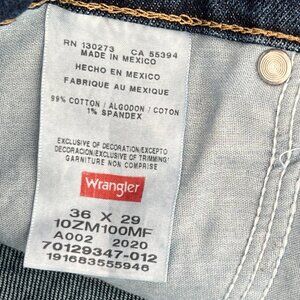 RN 130273 CA 55394
MADE IN MEXICO
HECHO EN MEXICO
FABRIQUE AU MEXIQUE
99% COTTON / ALGODON / COTON
1% SPANDEX
EXCLUSIVE OF DECORATION/EXCEPTO
DECORACION/EXCLUSIVE OF TRIMMING/
GARNITURE NON COMPRISE
Wrangler
36 X 29
10ZM100MF
A002 2020
70129347-012
191683555946